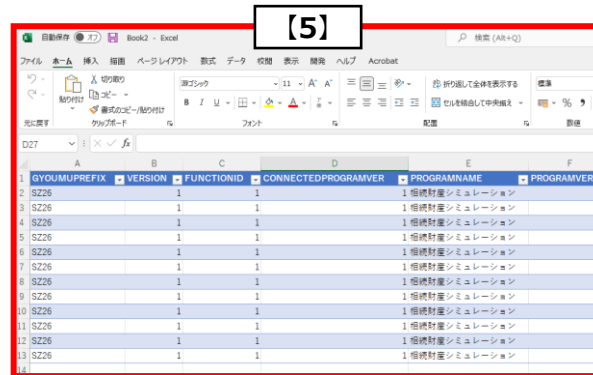 【5】
自動保存 オフ Book2 - Excel 検索 (Alt+Q)
ファイル ホーム 挿入 描画 ページ レイアウト 数式 データ 校閲 表示 開発 ヘルプ Acrobat
切り取り 游ゴシック 11 A A 折り返して全体を表示する 標準
貼り付け コピー B I U A セルを結合して中央揃え % 9
書式のコピー/貼り付け
元に戻す クリップボード フォント 配置 数値
D27 fx
A B C D E F
1 GYOUMUPREFIX VERSION FUNCTIONID CONNECTEDPROGRAMVER PROGRAMNAME PROGRAMVER
2 SZ26 1 1 1 相続財産シミュレーション
3 SZ26 1 1 1 相続財産シミュレーション
4 SZ26 1 1 1 相続財産シミュレーション
5 SZ26 1 1 1 相続財産シミュレーション
6 SZ26 1 1 1 相続財産シミュレーション
7 SZ26 1 1 1 相続財産シミュレーション
8 SZ26 1 1 1 相続財産シミュレーション
9 SZ26 1 1 1 相続財産シミュレーション
10 SZ26 1 1 1 相続財産シミュレーション
11 SZ26 1 1 1 相続財産シミュレーション
12 SZ26 1 1 1 相続財産シミュレーション
13 SZ26 1 1 1 相続財産シミュレーション
14